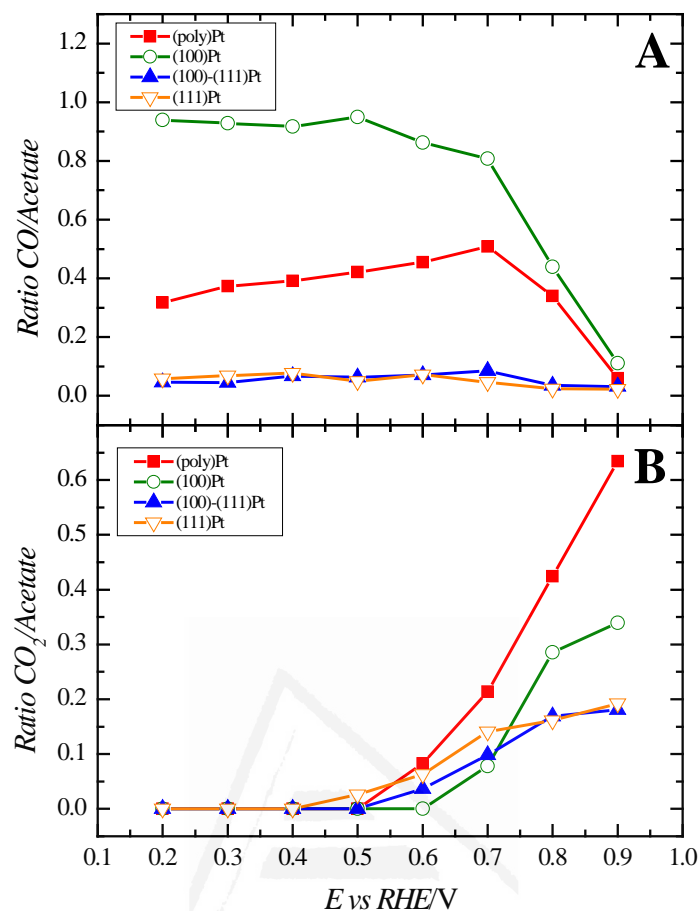 A
(poly)Pt
(100)Pt
(100)-(111)Pt
(111)Pt
1.2
1.0
0.8
0.6
0.4
0.2
0.0
Ratio CO/Acetate
B
(poly)Pt
(100)Pt
(100)-(111)Pt
(111)Pt
0.6
0.5
0.4
0.3
0.2
0.1
0.0
Ratio CO₂/Acetate
0.1 0.2 0.3 0.4 0.5 0.6 0.7 0.8 0.9 1.0
E vs RHE/V